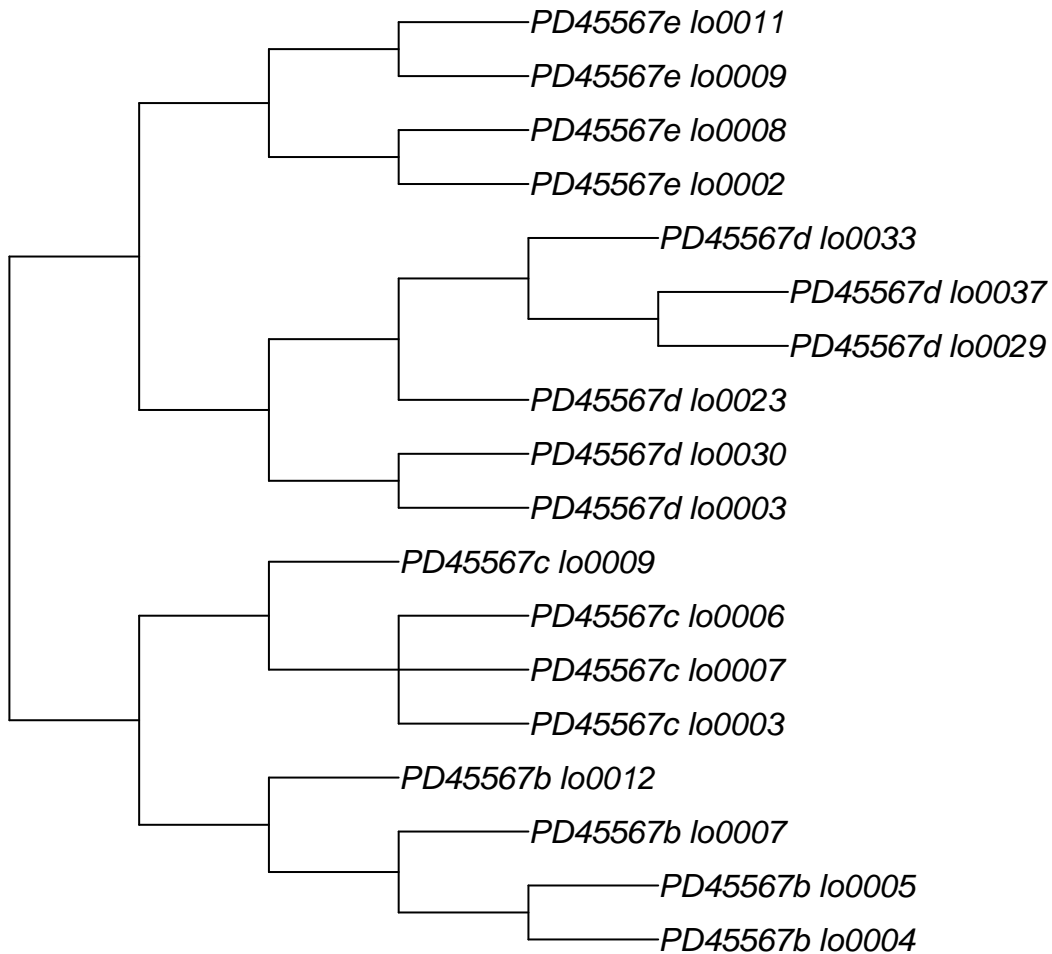 PD45567e lo0011
PD45567e lo0009
PD45567e lo0008
PD45567e lo0002
PD45567d lo0033
PD45567d lo0037
PD45567d lo0029
PD45567d lo0023
PD45567d lo0030
PD45567d lo0003
PD45567c lo0009
PD45567c lo0006
PD45567c lo0007
PD45567c lo0003
PD45567b lo0012
PD45567b lo0007
PD45567b lo0005
PD45567b lo0004